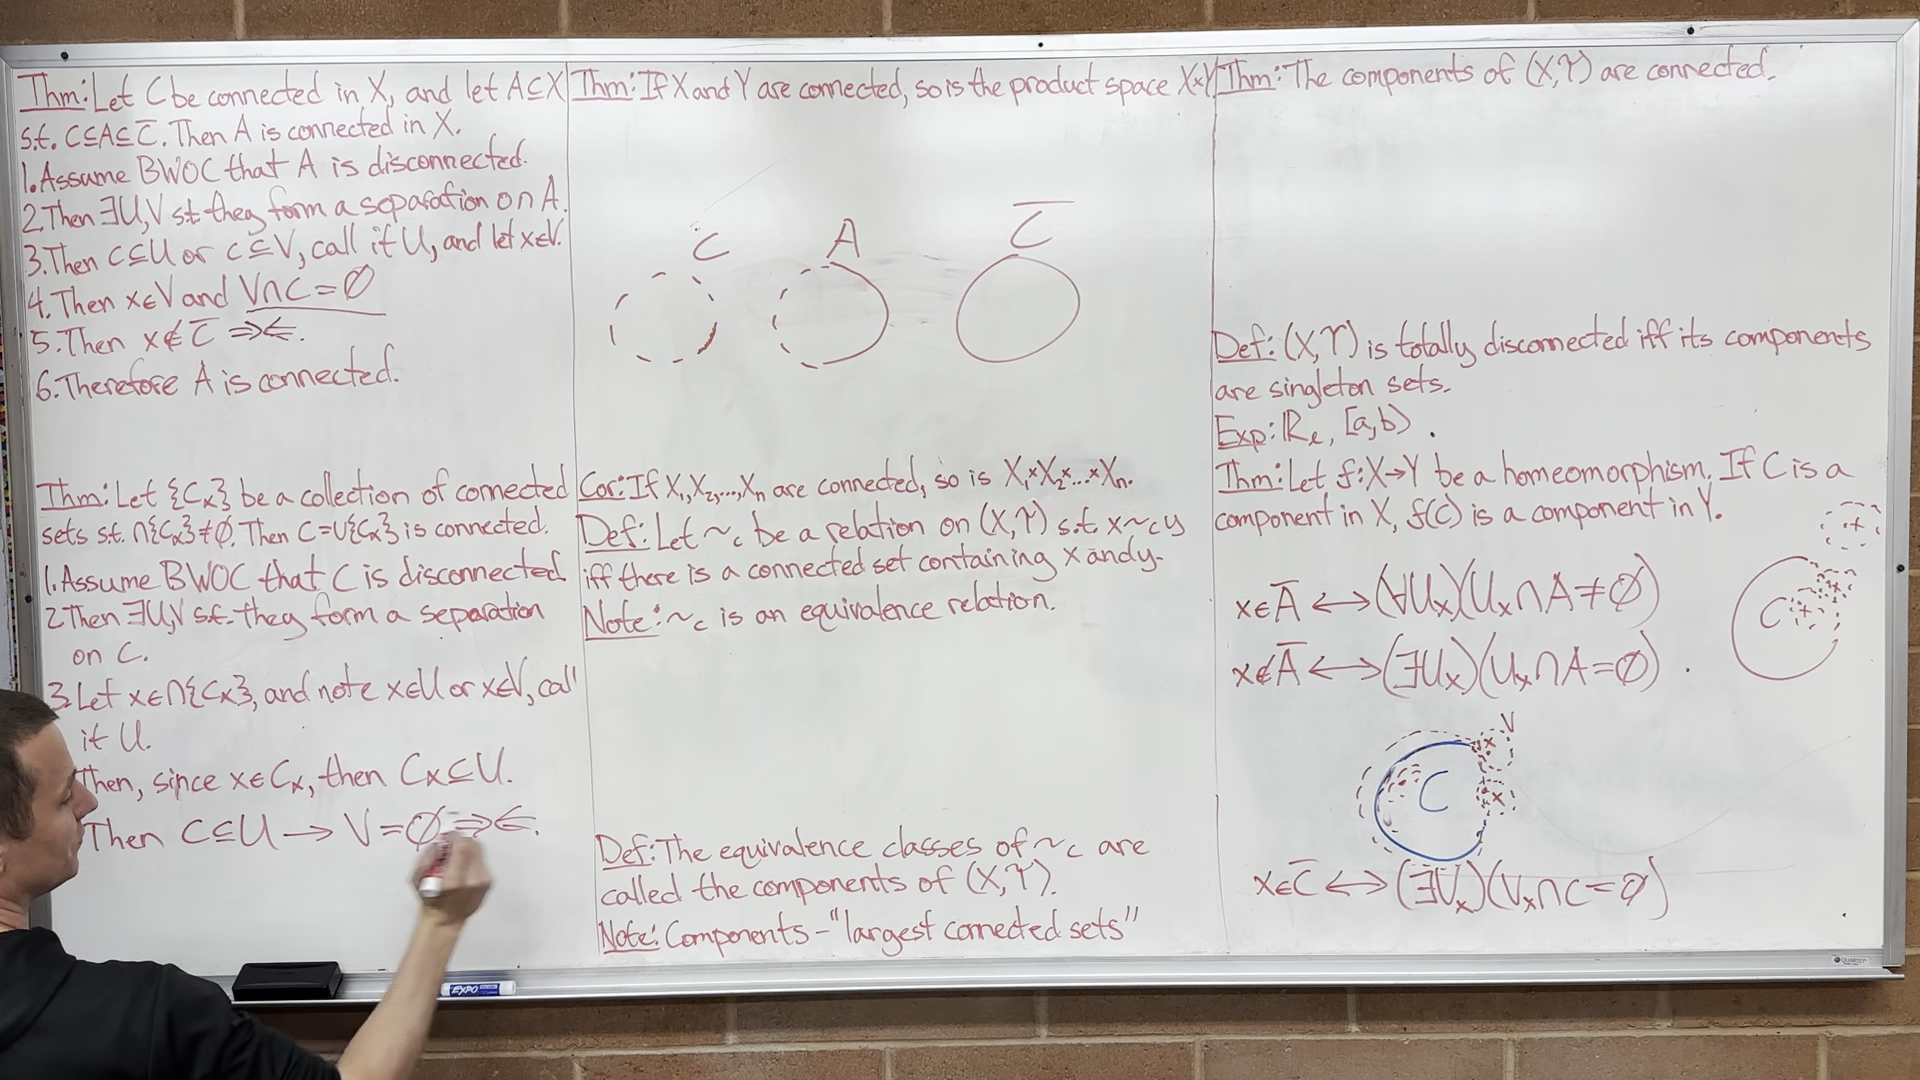 Thm: Let C be connected in X, and let A⊆X
s.t. C⊆A⊆C̅. Then A is connected in X.
1. Assume BWOC that A is disconnected.
2. Then ∃U,V s.t. they form a separation on A.
3. Then C⊆U or C⊆V, call it U, and let x∈V.
4. Then x∈V and V∩C=∅
5. Then x∉C̅ ⇒⇐.
6. Therefore A is connected.
Thm: Let {Cα} be a collection of connected
sets s.t. ∩{Cα}≠∅. Then C=∪{Cα} is connected.
1. Assume BWOC that C is disconnected
2. Then ∃U,V s.t. they form a separation
on C.
3. Let x∈∩{Cα}, and note x∈U or x∈V, call
it U.
Then, since x∈Cα, then Cα⊆U.
Then C⊆U → V=∅ ⇒⇐.
Thm: If X and Y are connected, so is the product space X×Y
C
A
C̅
Cor: If X₁,X₂,...,Xn are connected, so is X₁×X₂×...×Xn.
Def: Let ~c be a relation on (X,𝒯) s.t. x~c y
iff there is a connected set containing x and y.
Note: ~c is an equivalence relation.
Def: The equivalence classes of ~c are
called the components of (X,𝒯).
Note: Components - "largest connected sets"
Thm: The components of (X,𝒯) are connected.
Def: (X,𝒯) is totally disconnected iff its components
are singleton sets.
Exp: ℝℓ, [a,b).
Thm: Let f: X→Y be a homeomorphism. If C is a
component in X, f(C) is a component in Y.
x∈A̅ ↔ (∀Ux)(Ux∩A≠∅)
x∉A̅ ↔ (∃Ux)(Ux∩A=∅)
C
V
C
x∈C̅ ↔ (∃Vx)(Vx∩C=∅)
EXPO
QUARTET